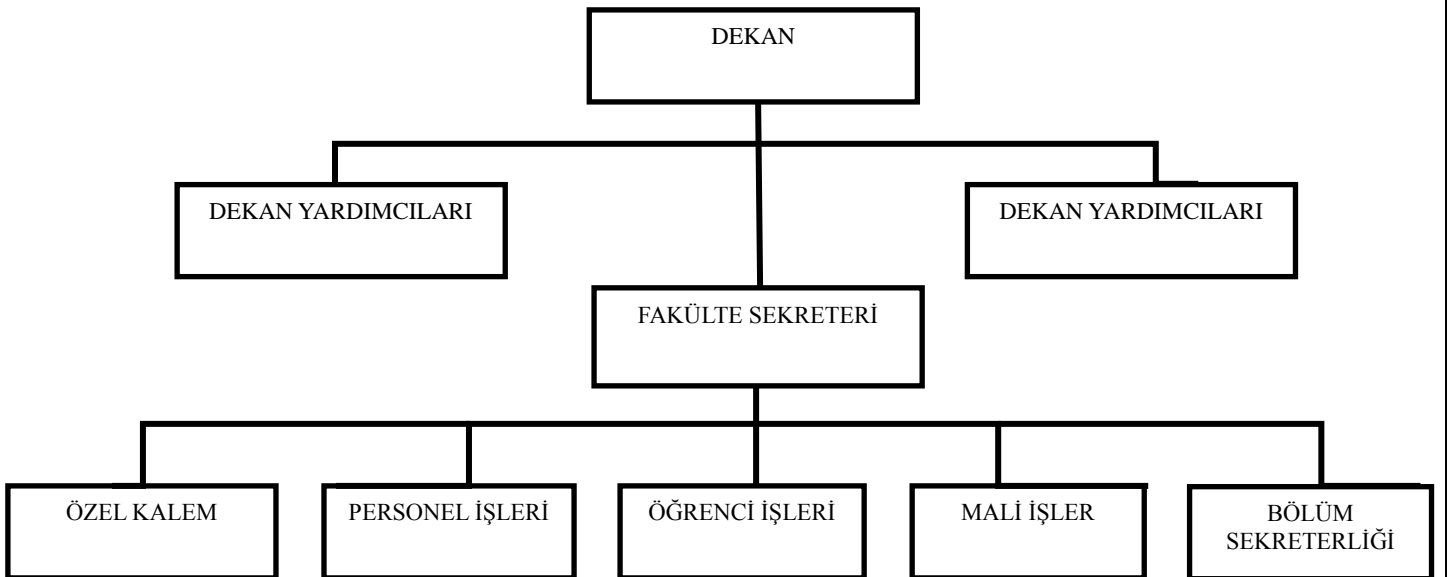 DEKAN
DEKAN YARDIMCILARI
DEKAN YARDIMCILARI
FAKÜLTE SEKRETERİ
ÖZEL KALEM
PERSONEL İŞLERİ
ÖĞRENCİ İŞLERİ
MALİ İŞLER
BÖLÜM
SEKRETERLİĞİ